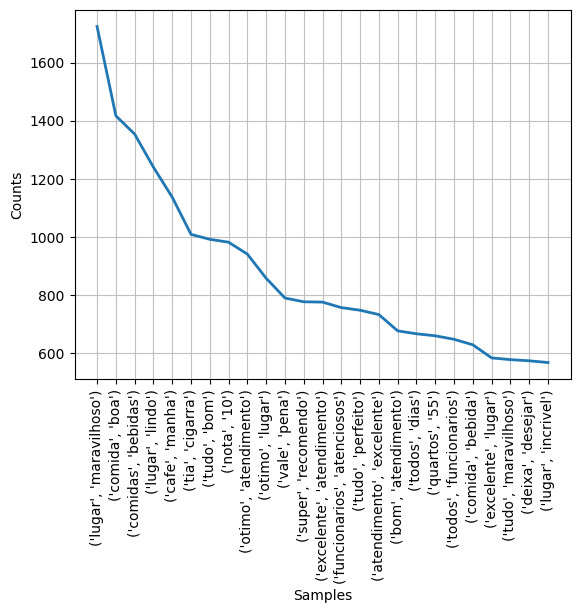 1600
1400
1200
1000
800
600
Counts
('lugar', 'maravilhoso')
('comida', 'boa')
('comidas', 'bebidas')
('lugar', 'lindo')
('cafe', 'manha')
('tia', 'cigarra')
('tudo', 'bom')
('nota', '10')
('otimo', 'atendimento')
('otimo', 'lugar')
('vale', 'pena')
('super', 'recomendo')
('excelente', 'atendimento')
('funcionarios', 'atenciosos')
('tudo', 'perfeito')
('atendimento', 'excelente')
('bom', 'atendimento')
('todos', 'dias')
('quartos', '55')
('todos', 'funcionarios')
('comida', 'bebida')
('excelente', 'lugar')
('tudo', 'maravilhoso')
('deixa', 'desejar')
('lugar', 'incrivel')
Samples